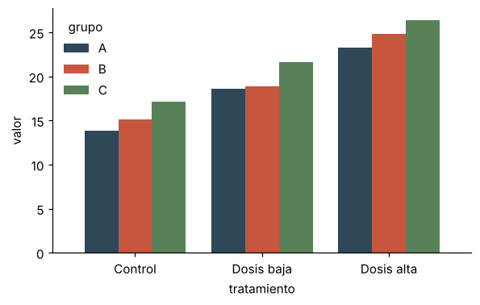 grupo
A
B
C
valor
25
20
15
10
5
0
Control
Dosis baja
Dosis alta
tratamiento